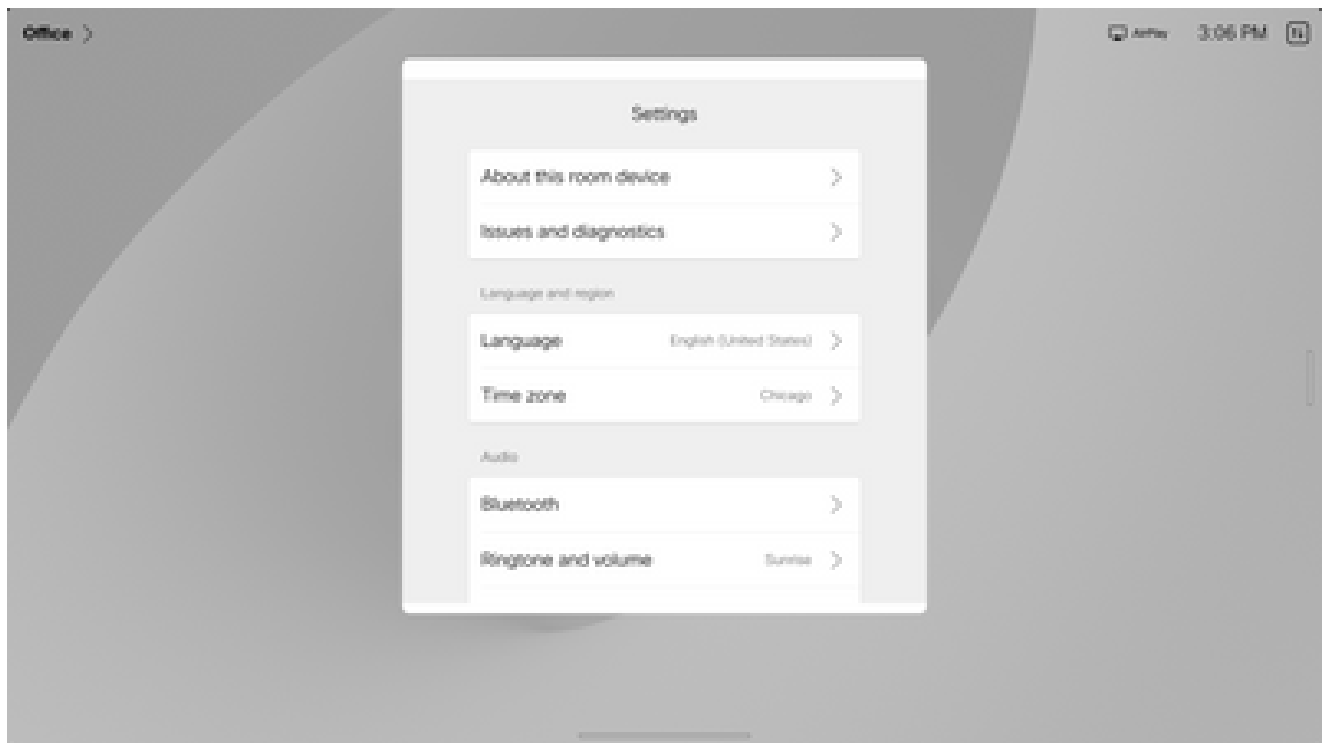 Office
AirPlay 3:06 PM
Settings
About this room device
Issues and diagnostics
Language and region
Language English (United States)
Time zone Chicago
Audio
Bluetooth
Ringtone and volume Sunrise